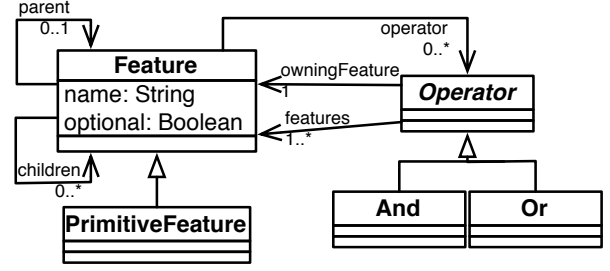 parent
0..1
operator
0..*
Feature
name: String
optional: Boolean
owningFeature
1
features
1..*
Operator
children
0..*
PrimitiveFeature
And
Or